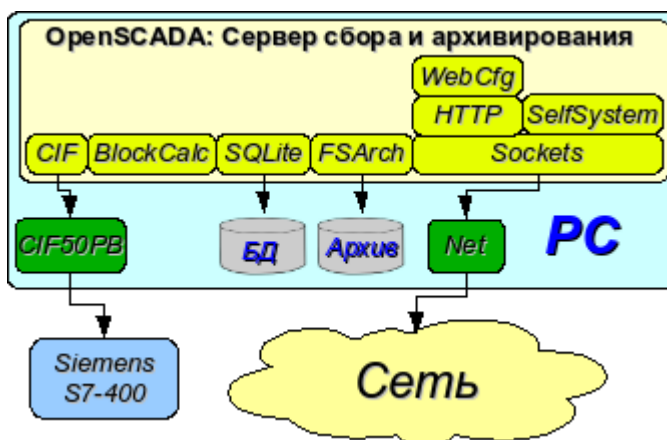 OpenSCADA: Сервер сбора и архивирования
WebCfg
HTTP
SelfSystem
CIF
BlockCalc
SQLite
FSArch
Sockets
CIF50PB
БД
Архив
Net
PC
Siemens
S7-400
Сеть